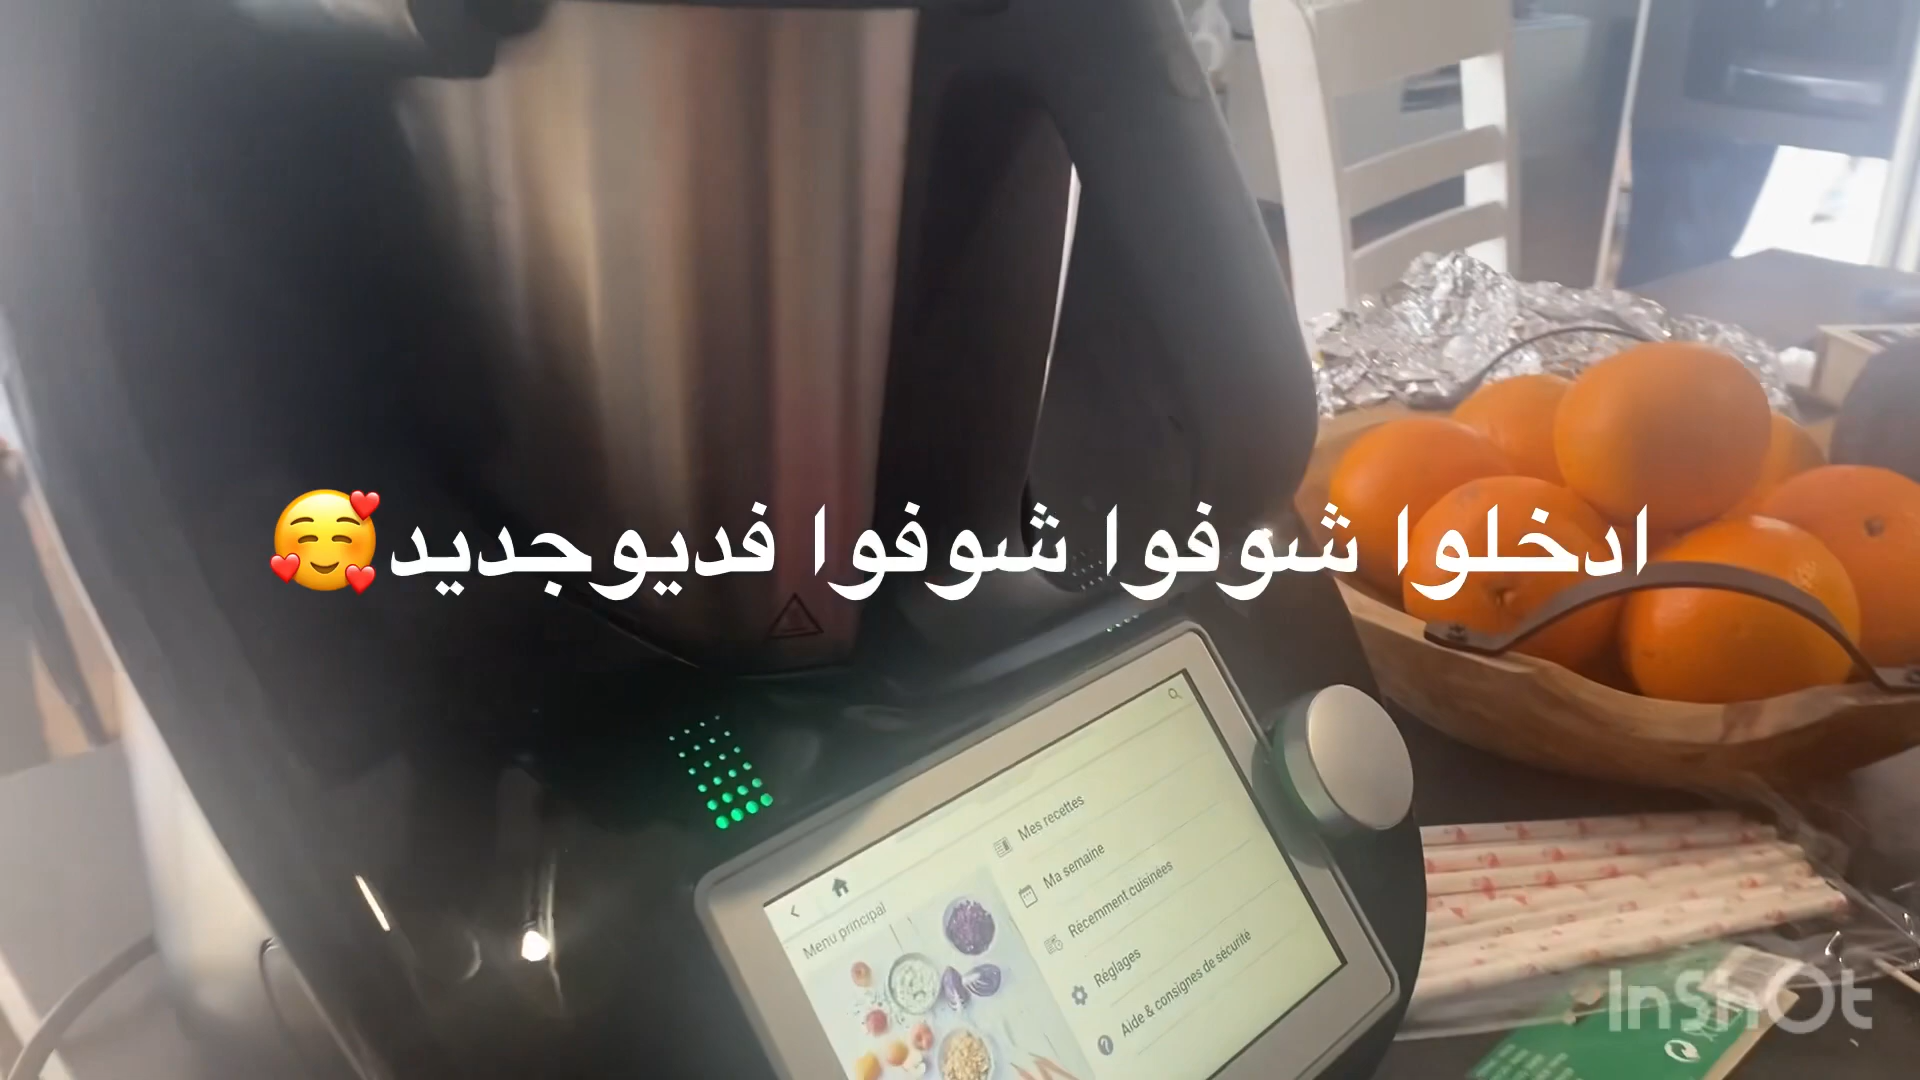 ادخلوا شوفوا شوفوا فديوجديد🥰
Menu principal
Mes recettes
Ma semaine
Récemment cuisinées
Réglages
Aide & consignes de sécurité
InShOt